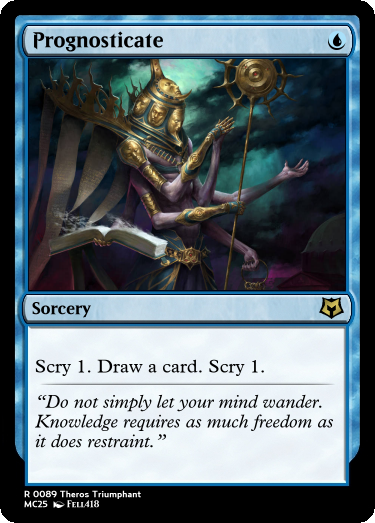 Prognosticate
Sorcery
Scry 1. Draw a card. Scry 1.
“Do not simply let your mind wander.
Knowledge requires as much freedom as
it does restraint.”
R 0089 Theros Triumphant
MC25 Fell418